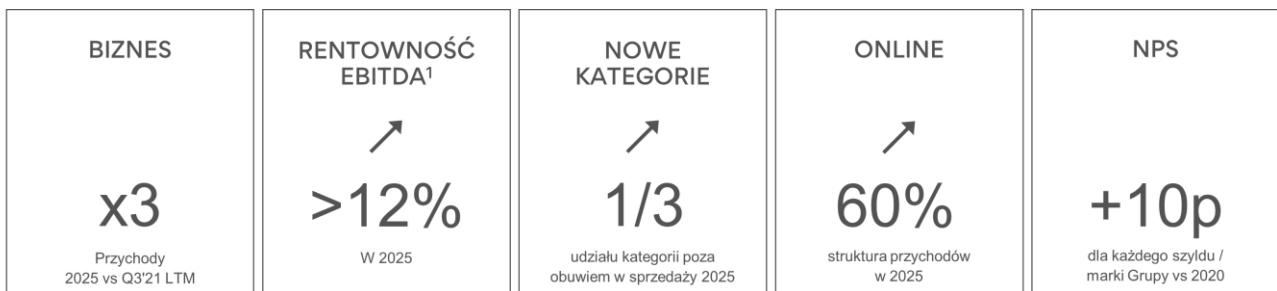 BIZNES
x3
Przychody
2025 vs Q3'21 LTM
RENTOWNOŚĆ
EBITDA¹
>12%
W 2025
NOWE
KATEGORIE
1/3
udziału kategorii poza
obuwiem w sprzedaży 2025
ONLINE
60%
struktura przychodów
w 2025
NPS
+10p
dla każdego szyldu /
marki Grupy vs 2020